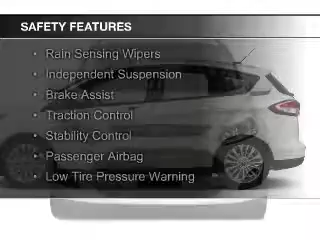 SAFETY FEATURES
• Rain Sensing Wipers
• Independent Suspension
• Brake Assist
• Traction Control
• Stability Control
• Passenger Airbag
• Low Tire Pressure Warning